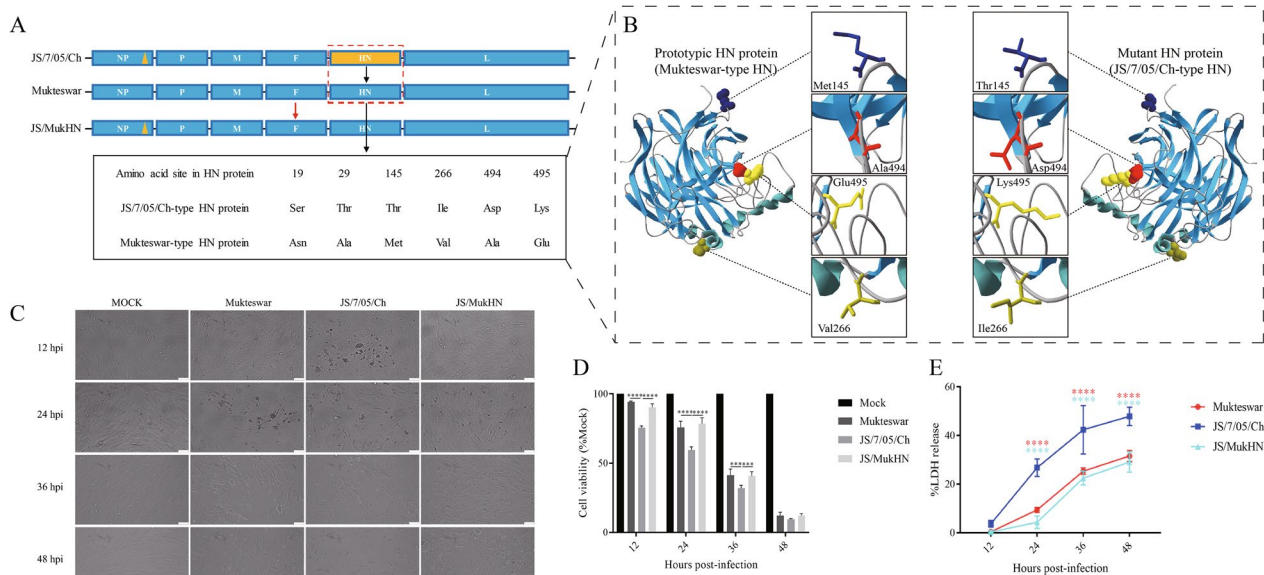 A
JS/7/05/Ch
NP P M F HN L
Mukteswar
NP P M F HN L
JS/MukHN
NP P M F HN L
Amino acid site in HN protein 19 29 145 266 494 495
JS/7/05/Ch-type HN protein Ser Thr Thr Ile Asp Lys
Mukteswar-type HN protein Asn Ala Met Val Ala Glu
B
Prototypic HN protein
(Mukteswar-type HN)
Met145
Ala494
Glu495
Val266
Mutant HN protein
(JS/7/05/Ch-type HN)
Thr145
Asp494
Lys495
Ile266
C
MOCK Mukteswar JS/7/05/Ch JS/MukHN
12 hpi
24 hpi
36 hpi
48 hpi
D
Cell viability (%Mock)
100
50
0
**** ****
**** ****
*** ***
12 24 36 48
Hours post-infection
Mock
Mukteswar
JS/7/05/Ch
JS/MukHN
E
%LDH release
60
40
20
0
****
****
****
****
****
****
12 24 36 48
Hours post-infection
Mukteswar
JS/7/05/Ch
JS/MukHN